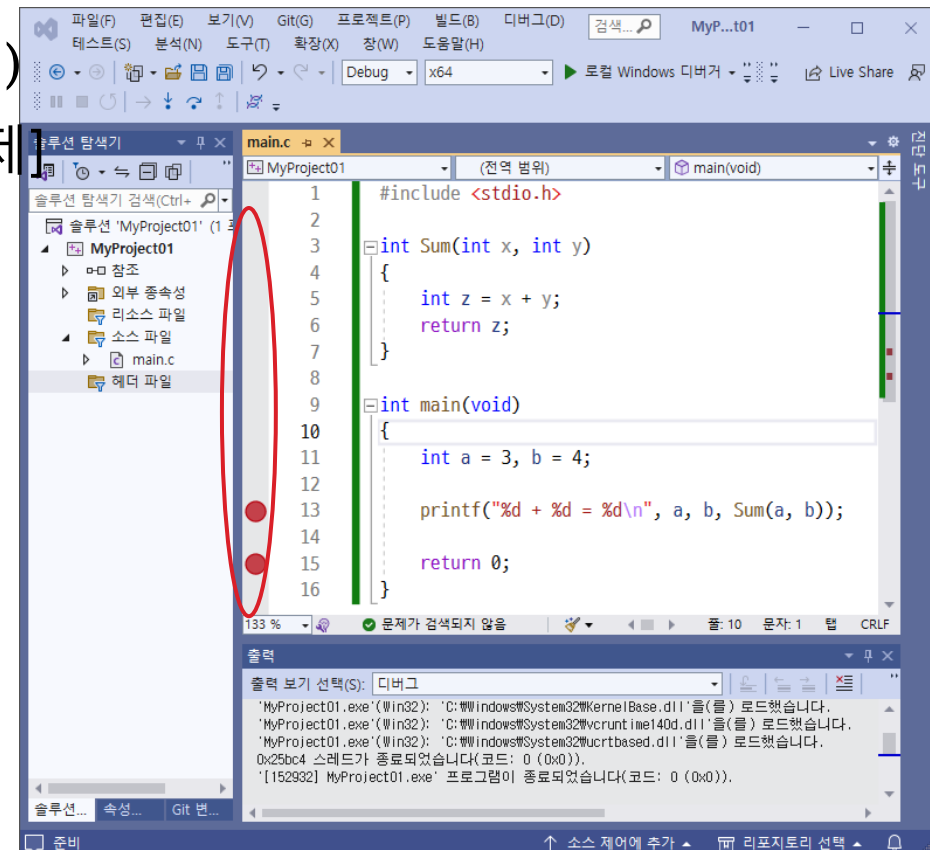 파일(F) 편집(E) 보기(V) Git(G) 프로젝트(P) 빌드(B) 디버그(D) 검색... MyP...t01
테스트(S) 분석(N) 도구(T) 확장(X) 창(W) 도움말(H)
)
Debug x64 로컬 Windows 디버거 Live Share
제]
솔루션 탐색기
솔루션 탐색기 검색(Ctrl+
솔루션 'MyProject01' (1
MyProject01
참조
외부 종속성
리소스 파일
소스 파일
main.c
헤더 파일
솔루션... 속성... Git 변...
main.c
MyProject01 (전역 범위) main(void)
1 #include <stdio.h>
2
3 int Sum(int x, int y)
4 {
5 int z = x + y;
6 return z;
7 }
8
9 int main(void)
10 {
11 int a = 3, b = 4;
12
13 printf("%d + %d = %d\n", a, b, Sum(a, b));
14
15 return 0;
16 }
133 % 문제가 검색되지 않음 줄: 10 문자: 1 탭 CRLF
출력
출력 보기 선택(S): 디버그
'MyProject01.exe'(Win32): 'C:₩Windows₩System32₩KernelBase.dll'을(를) 로드했습니다.
'MyProject01.exe'(Win32): 'C:₩Windows₩System32₩vcruntime140d.dll'을(를) 로드했습니다.
'MyProject01.exe'(Win32): 'C:₩Windows₩System32₩ucrtbased.dll'을(를) 로드했습니다.
0x25bc4 스레드가 종료되었습니다(코드: 0 (0x0)).
'[152932] MyProject01.exe' 프로그램이 종료되었습니다(코드: 0 (0x0)).
진단 도구
준비 소스 제어에 추가 리포지토리 선택